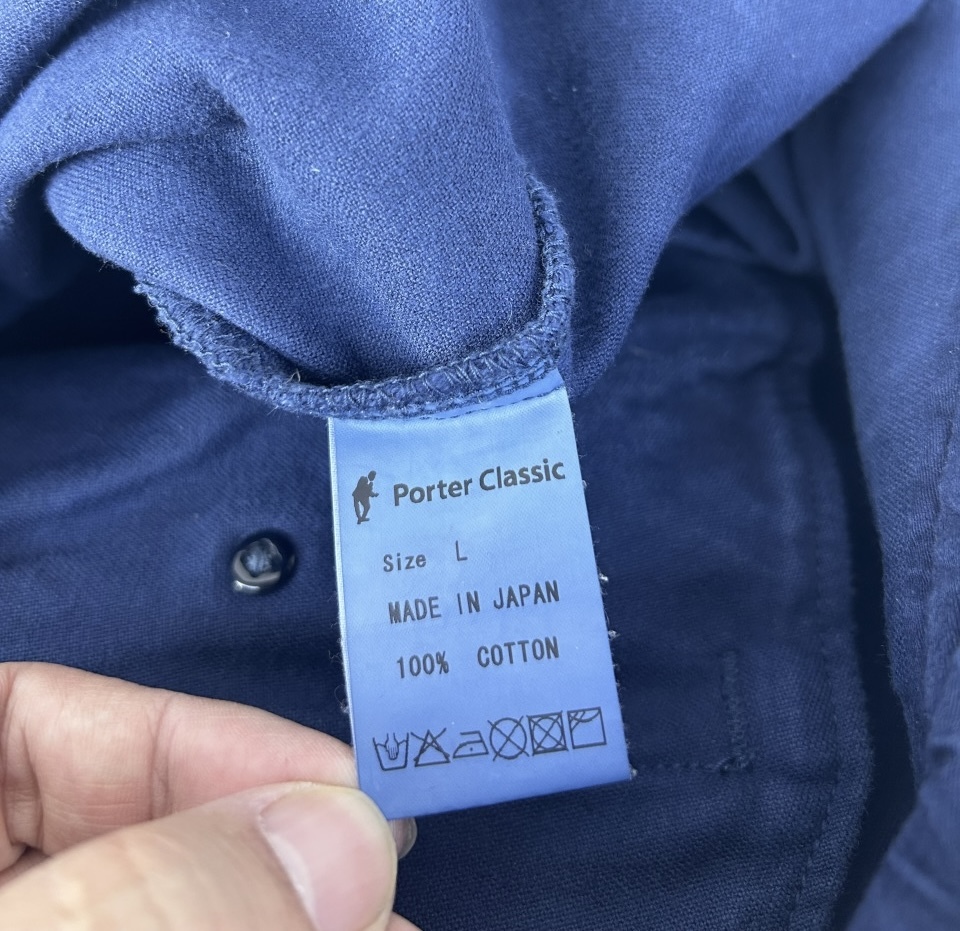 Porter Classic
Size L
MADE IN JAPAN
100% COTTON